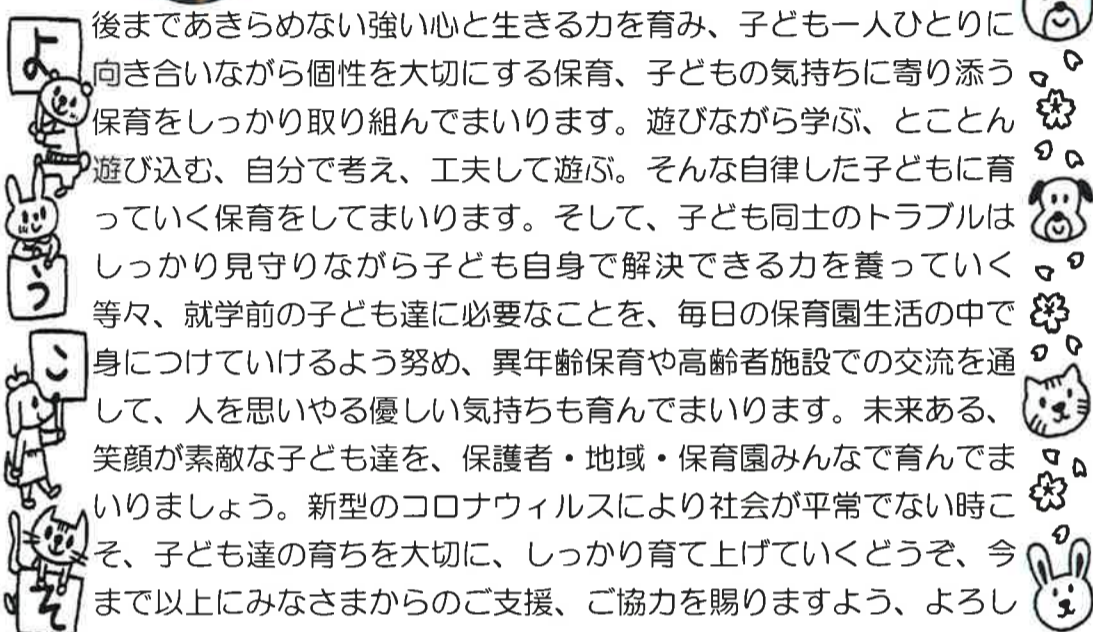 後まであきらめない強い心と生きる力を育み、子ども一人ひとりに
向き合いながら個性を大切にする保育、子どもの気持ちに寄り添う
保育をしっかり取り組んでまいります。遊びながら学ぶ、とことん
遊び込む、自分で考え、工夫して遊ぶ。そんな自律した子どもに育
っていく保育をしてまいります。そして、子ども同士のトラブルは
しっかり見守りながら子ども自身で解決できる力を養っていく
等々、就学前の子ども達に必要なことを、毎日の保育園生活の中で
身につけていけるよう努め、異年齢保育や高齢者施設での交流を通
して、人を思いやる優しい気持ちも育んでまいります。未来ある、
笑顔が素敵な子ども達を、保護者・地域・保育園みんなで育んでま
いりましょう。新型のコロナウィルスにより社会が平常でない時こ
そ、子ども達の育ちを大切に、しっかり育て上げていくどうぞ、今
まで以上にみなさまからのご支援、ご協力を賜りますよう、よろし
よ
う
こ
そ